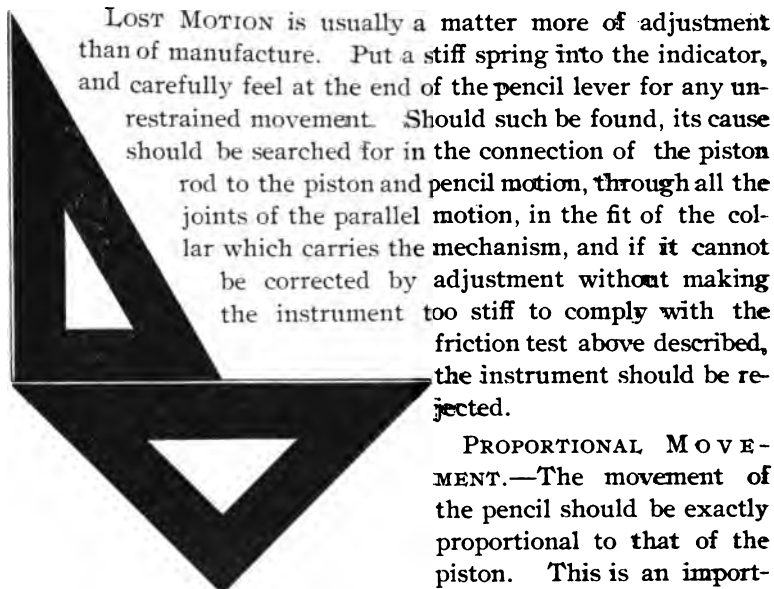 LOST MOTION is usually a matter more of adjustment
than of manufacture. Put a stiff spring into the indicator,
and carefully feel at the end of the pencil lever for any un-
restrained movement. Should such be found, its cause
should be searched for in the connection of the piston
rod to the piston and pencil motion, through all the
joints of the parallel motion, in the fit of the col-
lar which carries the mechanism, and if it cannot
be corrected by adjustment without making
the instrument too stiff to comply with the
friction test above described,
the instrument should be re-
jected.
PROPORTIONAL MOVE-
MENT.—The movement of
the pencil should be exactly
proportional to that of the
piston. This is an import-